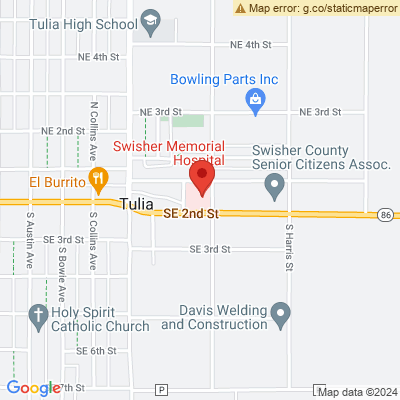 Map error: g.co/staticmaperror
Tulia High School
NE 4th St
NE 4th St
Bowling Parts Inc
N Collins Ave
NE 3rd St
NE 3rd St
NE 2nd St
Swisher Memorial
Hospital
Swisher County
Senior Citizens Assoc.
El Burrito
Tulia
SE 2nd St
86
S Austin Ave
S Bowie Ave
S Collins Ave
SE 3rd St
SE 3rd St
S Harris St
Holy Spirit
Catholic Church
Davis Welding
and Construction
SE 6th St
7th St
P
P
Google
Map data ©2024